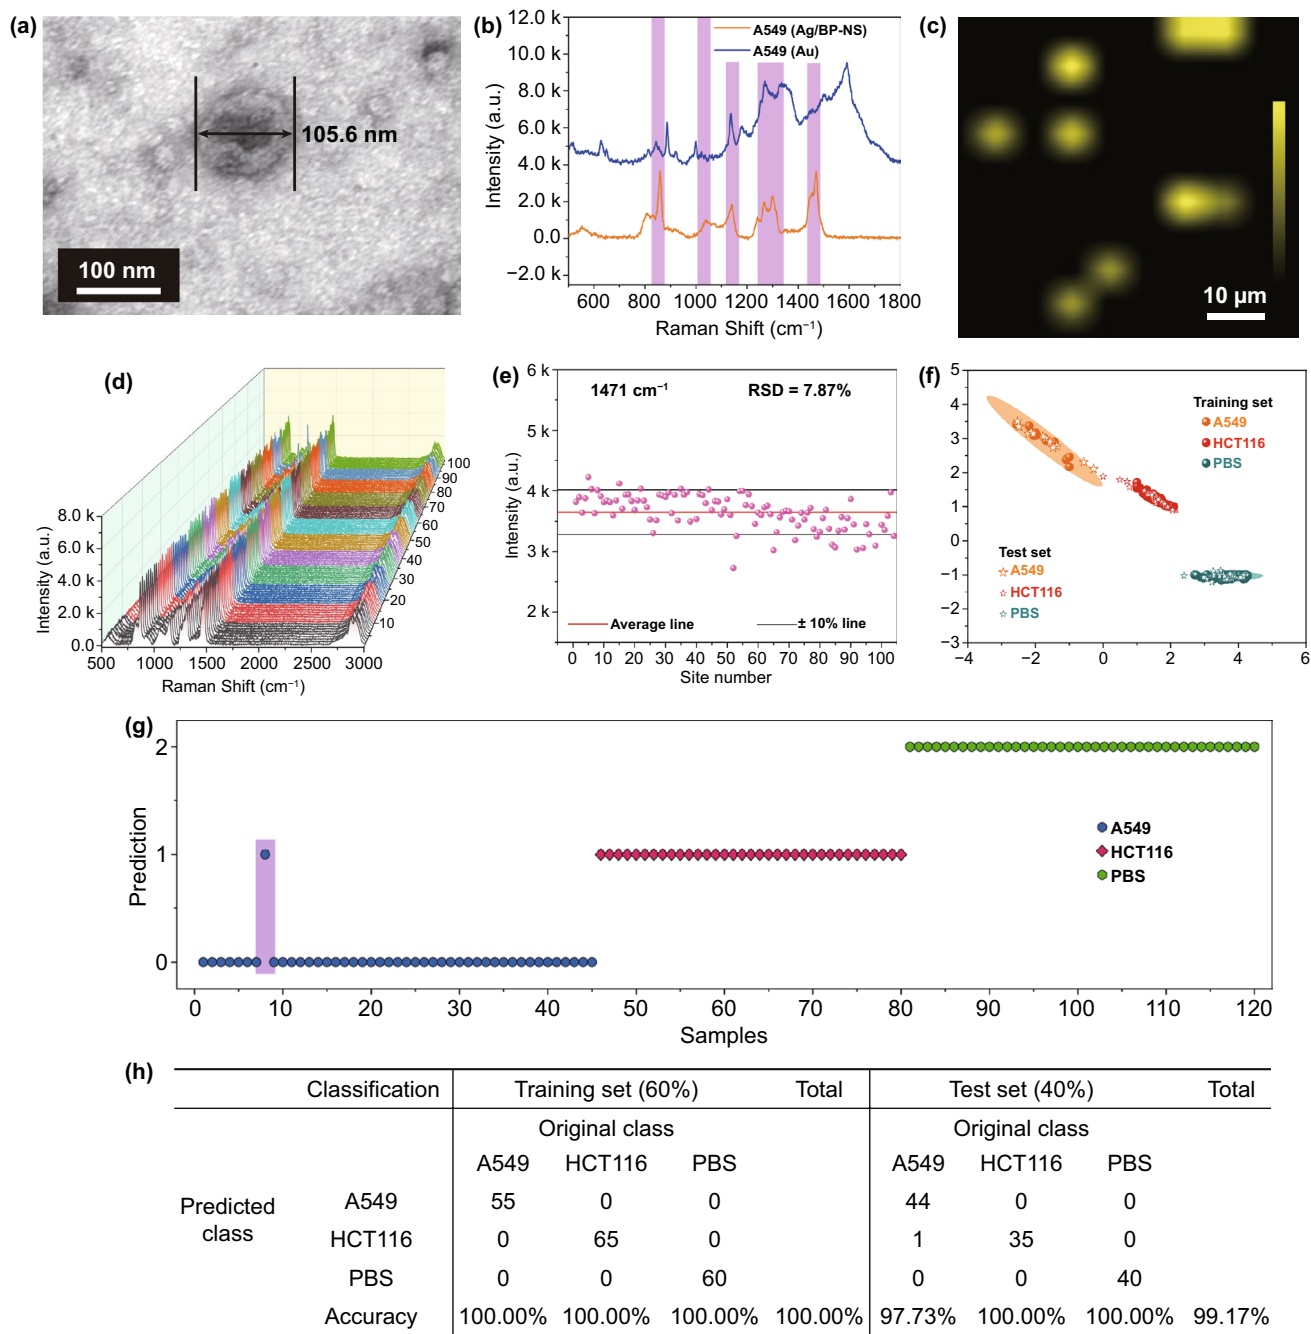 (a)
105.6 nm
100 nm
(b)
A549 (Ag/BP-NS)
A549 (Au)
12.0 k
10.0 k
8.0 k
6.0 k
4.0 k
2.0 k
0.0
−2.0 k
Intensity (a.u.)
600 800 1000 1200 1400 1600 1800
Raman Shift (cm⁻¹)
(c)
10 µm
(d)
8.0 k
6.0 k
4.0 k
2.0 k
0.0
Intensity (a.u.)
500 1000 1500 2000 2500 3000
Raman Shift (cm⁻¹)
100
90
80
70
60
50
40
30
20
10
(e)
1471 cm⁻¹ RSD = 7.87%
6 k
5 k
4 k
3 k
2 k
Intensity (a.u.)
Average line ± 10% line
0 10 20 30 40 50 60 70 80 90 100
Site number
(f)
5
4
3
2
1
0
−1
−2
−3
Training set
A549
HCT116
PBS
Test set
A549
HCT116
PBS
−4 −2 0 2 4 6
(g)
2
1
0
Prediction
A549
HCT116
PBS
0 10 20 30 40 50 60 70 80 90 100 110 120
Samples
(h)
Classification Training set (60%) Total Test set (40%) Total
Original class Original class
A549 HCT116 PBS A549 HCT116 PBS
Predicted class
A549 55 0 0 44 0 0
HCT116 0 65 0 1 35 0
PBS 0 0 60 0 0 40
Accuracy 100.00% 100.00% 100.00% 100.00% 97.73% 100.00% 100.00% 99.17%